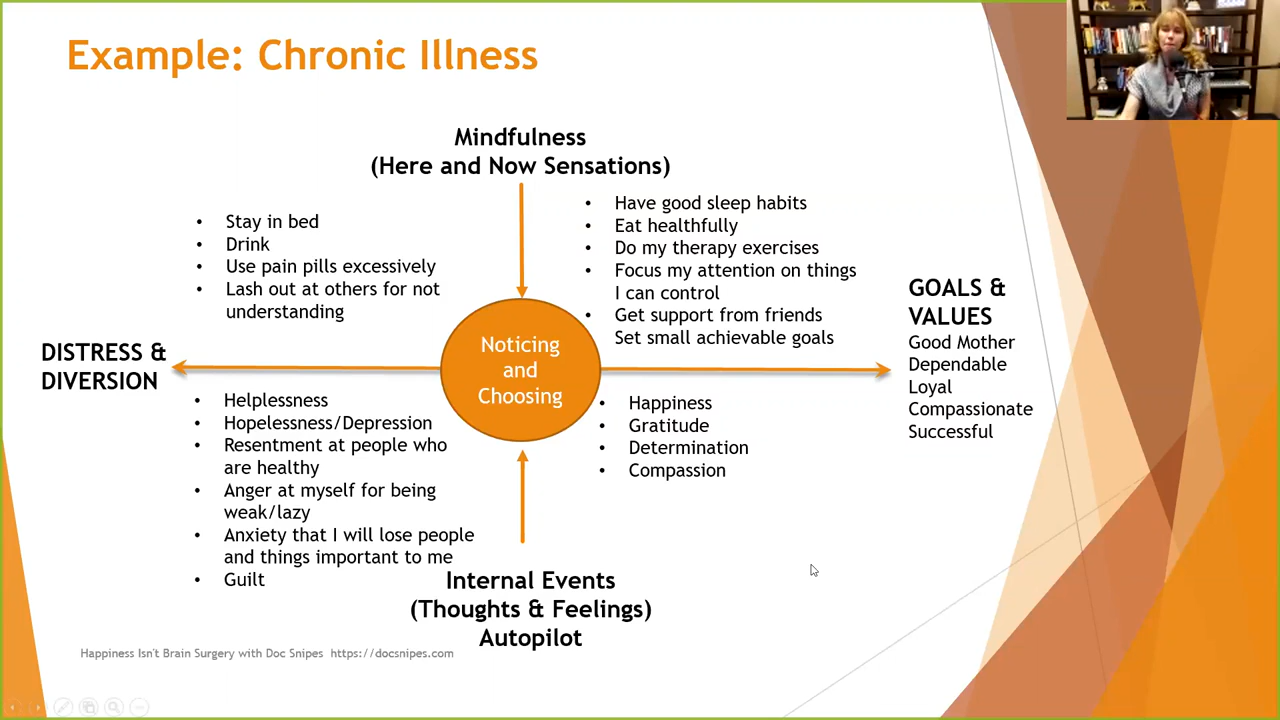 Example: Chronic Illness
Mindfulness
(Here and Now Sensations)
• Stay in bed
• Drink
• Use pain pills excessively
• Lash out at others for not
understanding
• Have good sleep habits
• Eat healthfully
• Do my therapy exercises
• Focus my attention on things
I can control
• Get support from friends
Set small achievable goals
GOALS &
VALUES
Good Mother
Dependable
Loyal
Compassionate
Successful
DISTRESS &
DIVERSION
Noticing
and
Choosing
• Helplessness
• Hopelessness/Depression
• Resentment at people who
are healthy
• Anger at myself for being
weak/lazy
• Anxiety that I will lose people
and things important to me
• Guilt
• Happiness
• Gratitude
• Determination
• Compassion
Internal Events
(Thoughts & Feelings)
Autopilot
Happiness Isn't Brain Surgery with Doc Snipes https://docsnipes.com